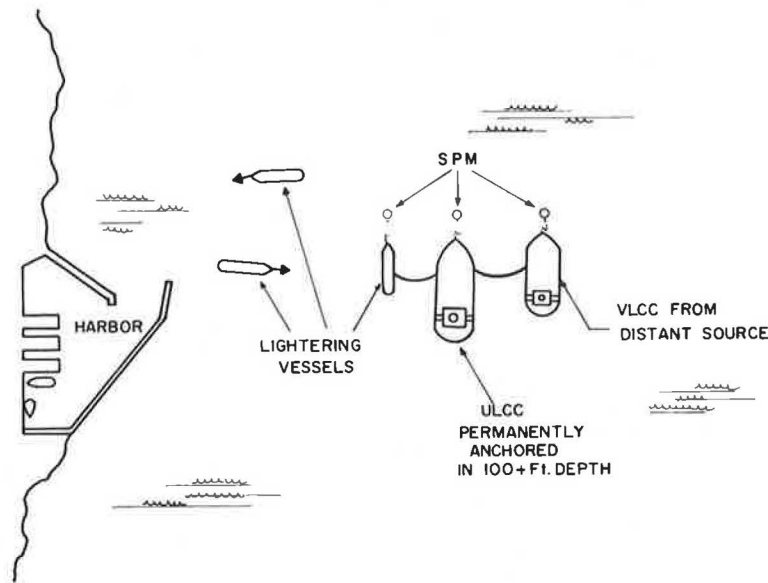 SPM
HARBOR
LIGHTERING
VESSELS
VLCC FROM
DISTANT SOURCE
ULCC
PERMANENTLY
ANCHORED
IN 100+Ft. DEPTH